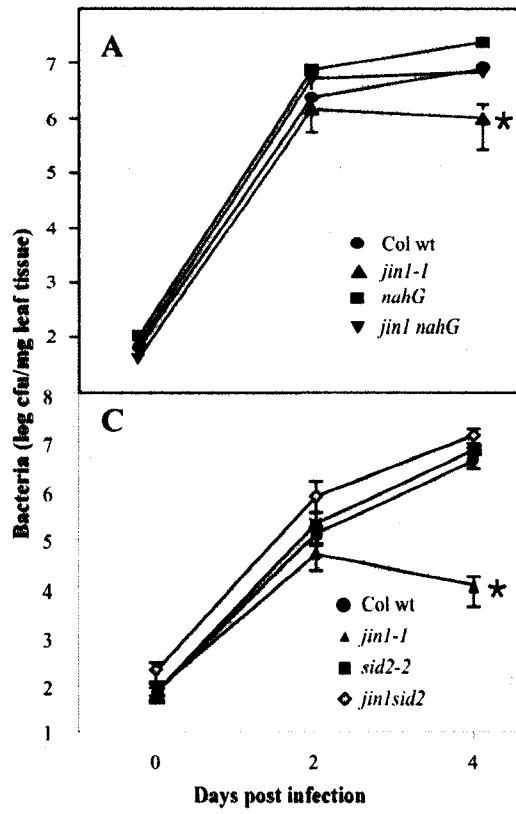 A
7
6
5
4
3
2
1
● Col wt
▲ jin1-1
■ nahG
▼ jin1 nahG
*
Bacteria (log cfu/mg leaf tissue)
C
8
7
6
5
4
3
2
1
● Col wt
▲ jin1-1
■ sid2-2
◇ jin1sid2
*
0 2 4
Days post infection